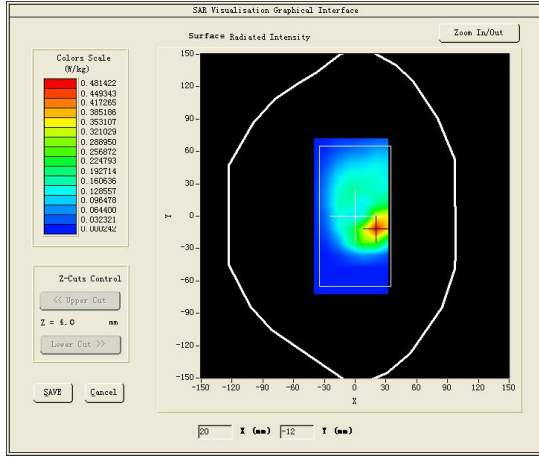 SAR Visualisation Graphical Interface
Surface Radiated Intensity
Zoom In/Out
Colors Scale
(W/kg)
0.481422
0.449343
0.417265
0.385186
0.353107
0.321029
0.288950
0.256872
0.224793
0.192714
0.160636
0.128557
0.096478
0.064400
0.032321
0.000242
Z-Cuts Control
<< Upper Cut
Z = 4.0 mm
Lower Cut >>
SAVE Cancel
150
120
90
60
30
0
-30
-60
-90
-120
-150
Y
-150 -120 -90 -60 -30 0 30 60 90 120 150
X
20 X (mm) -12 Y (mm)